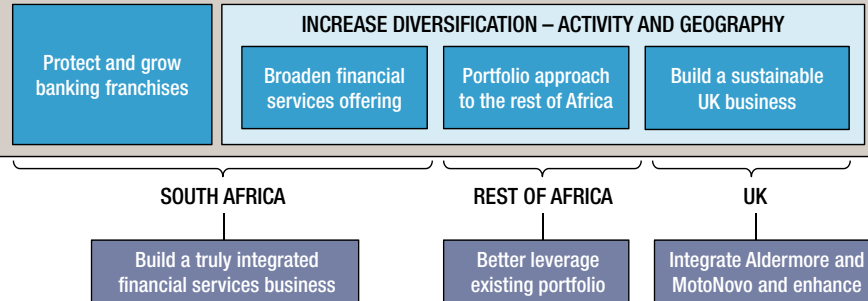 INCREASE DIVERSIFICATION – ACTIVITY AND GEOGRAPHY
Protect and grow
banking franchises
Broaden financial
services offering
Portfolio approach
to the rest of Africa
Build a sustainable
UK business
SOUTH AFRICA
REST OF AFRICA
UK
Build a truly integrated
financial services business
Better leverage
existing portfolio
Integrate Aldermore and
MotoNovo and enhance